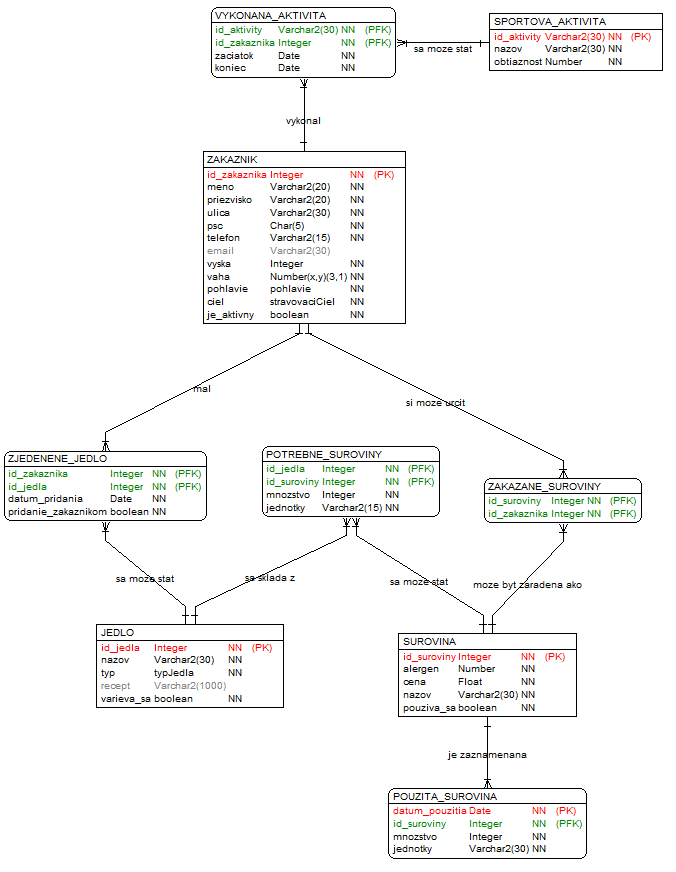 VYKONANA_AKTIVITA
id_aktivity Varchar2(30) NN (PFK)
id_zakaznika Integer NN (PFK)
zaciatok Date NN
koniec Date NN
sa moze stat
SPORTOVA_AKTIVITA
id_aktivity Varchar2(30) NN (PK)
nazov Varchar2(30) NN
obtiaznost Number NN
vykonal
ZAKAZNIK
id_zakaznika Integer NN (PK)
meno Varchar2(20) NN
priezvisko Varchar2(20) NN
ulica Varchar2(30) NN
psc Char(5) NN
telefon Varchar2(15) NN
email Varchar2(30)
vyska Integer NN
vaha Number(x,y)(3,1) NN
pohlavie pohlavie NN
ciel stravovaciCiel NN
je_aktivny boolean NN
mal
si moze urcit
ZJEDENENE_JEDLO
id_zakaznika Integer NN (PFK)
id_jedla Integer NN (PFK)
datum_pridania Date NN
pridanie_zakaznikom boolean NN
POTREBNE_SUROVINY
id_jedla Integer NN (PFK)
id_suroviny Integer NN (PFK)
mnozstvo Integer NN
jednotky Varchar2(15) NN
ZAKAZANE_SUROVINY
id_suroviny Integer NN (PFK)
id_zakaznika Integer NN (PFK)
sa moze stat
sa sklada z
sa moze stat
moze byt zaradena ako
JEDLO
id_jedla Integer NN (PK)
nazov Varchar2(30) NN
typ typJedla NN
recept Varchar2(1000)
varieva_sa boolean NN
SUROVINA
id_suroviny Integer NN (PK)
alergen Number NN
cena Float NN
nazov Varchar2(30) NN
pouziva_sa boolean NN
je zaznamenana
POUZITA_SUROVINA
datum_pouzitia Date NN (PK)
id_suroviny Integer NN (PFK)
mnozstvo Integer NN
jednotky Varchar2(30) NN